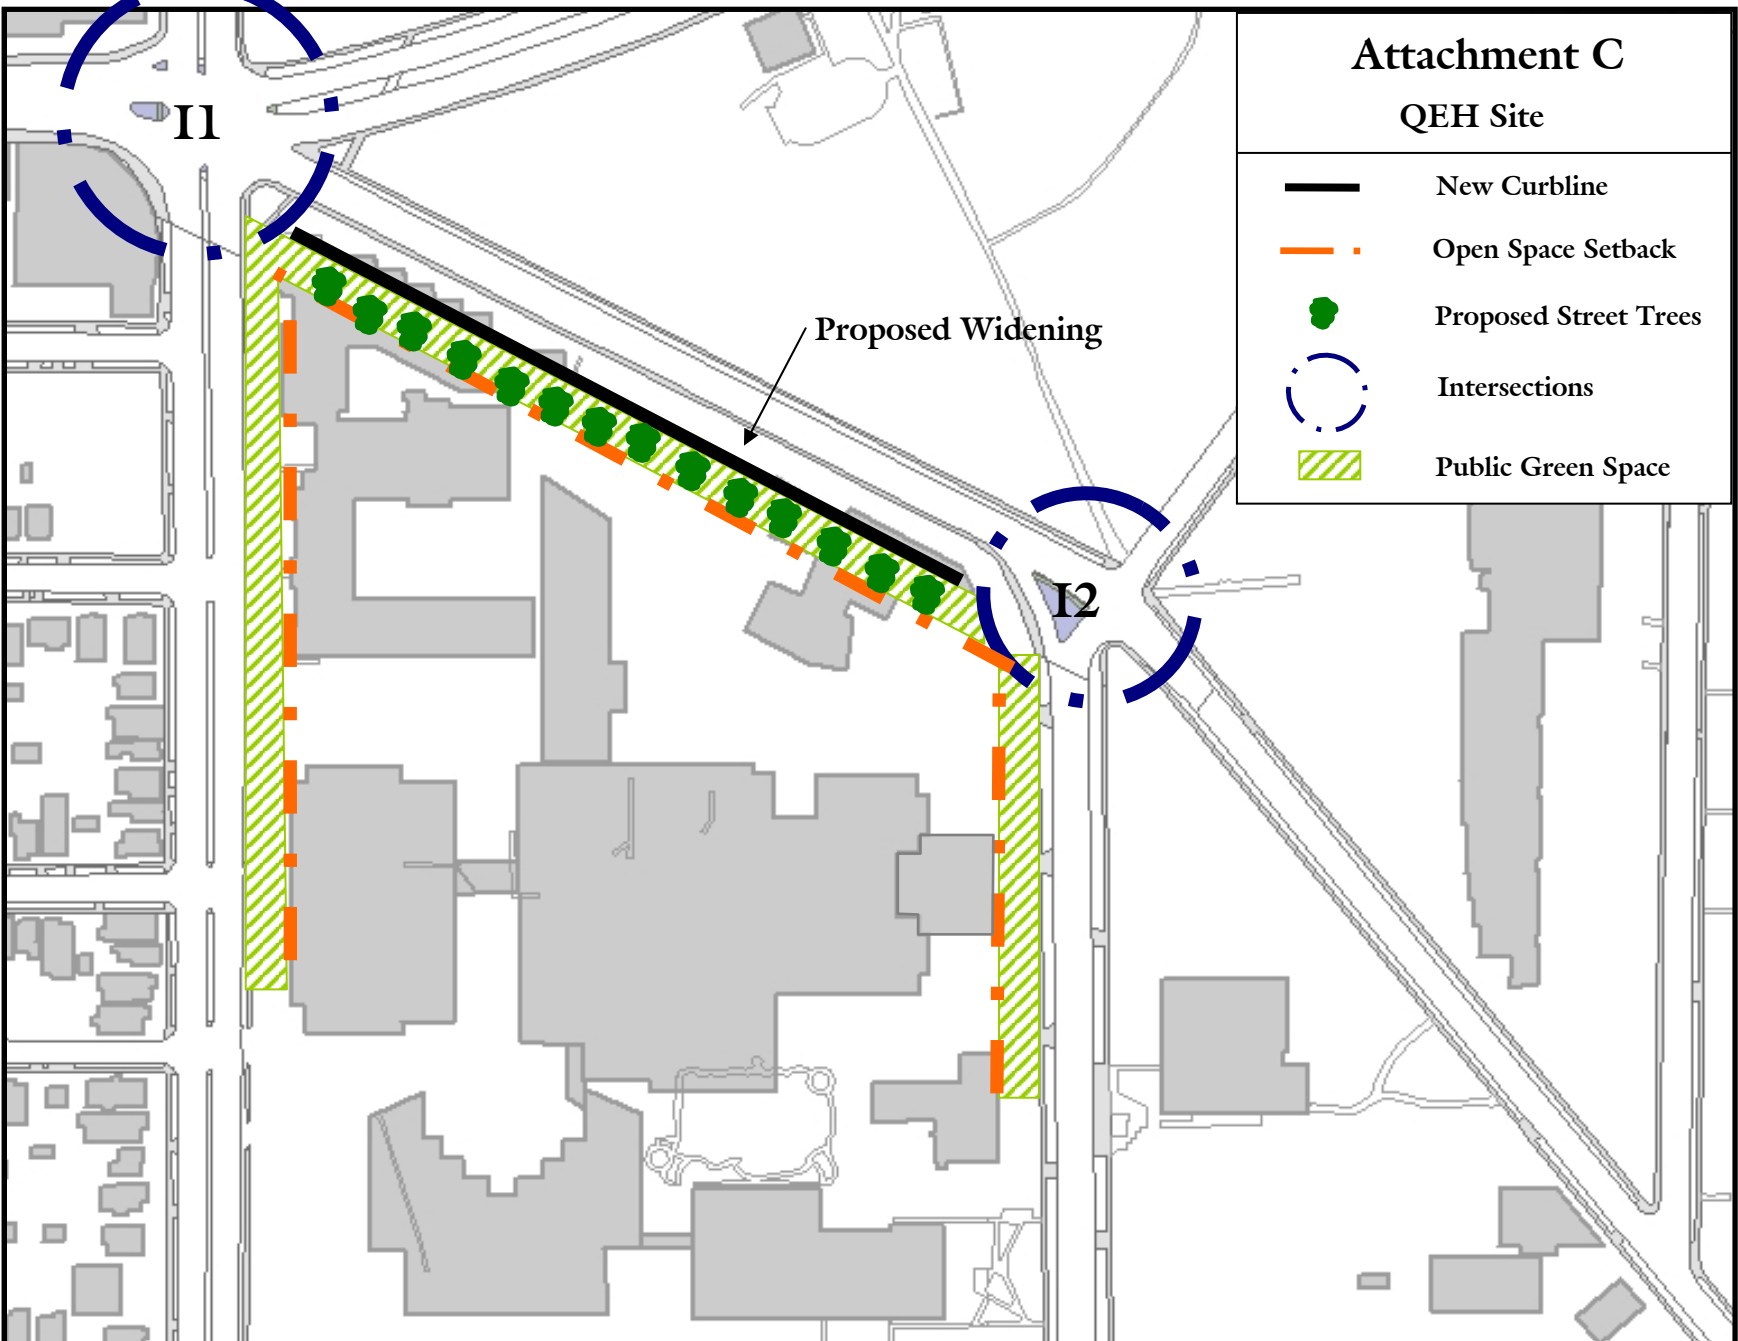 Attachment C
QEH Site
New Curbline
Open Space Setback
Proposed Street Trees
Intersections
Public Green Space
I1
Proposed Widening
I2